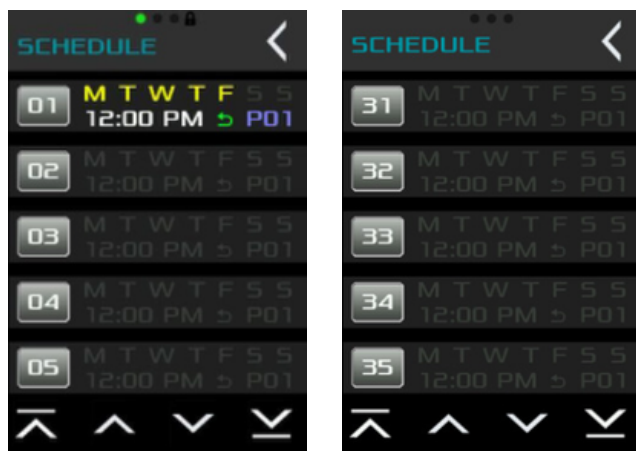 SCHEDULE
01
M T W T F S S
12:00 PM P01
02
M T W T F S S
12:00 PM P01
03
M T W T F S S
12:00 PM P01
04
M T W T F S S
12:00 PM P01
05
M T W T F S S
12:00 PM P01
SCHEDULE
31
M T W T F S S
12:00 PM P01
32
M T W T F S S
12:00 PM P01
33
M T W T F S S
12:00 PM P01
34
M T W T F S S
12:00 PM P01
35
M T W T F S S
12:00 PM P01